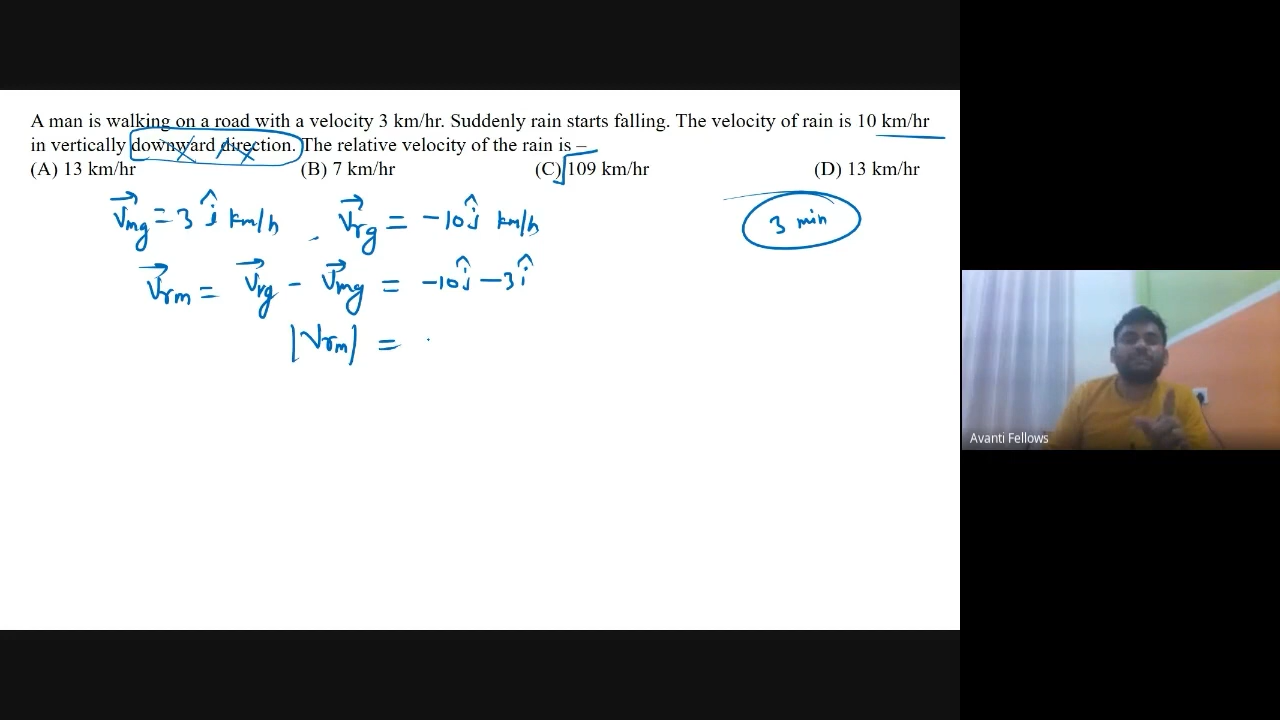 A man is walking on a road with a velocity 3 km/hr. Suddenly rain starts falling. The velocity of rain is 10 km/hr
in vertically downward direction. The relative velocity of the rain is –
(A) 13 km/hr (B) 7 km/hr (C) √109 km/hr (D) 13 km/hr
V⃗mg = 3 î km/h , V⃗rg = -10 ĵ km/h
3 min
V⃗rm = V⃗rg - V⃗mg = -10ĵ - 3î
|Vrm| =
Avanti Fellows